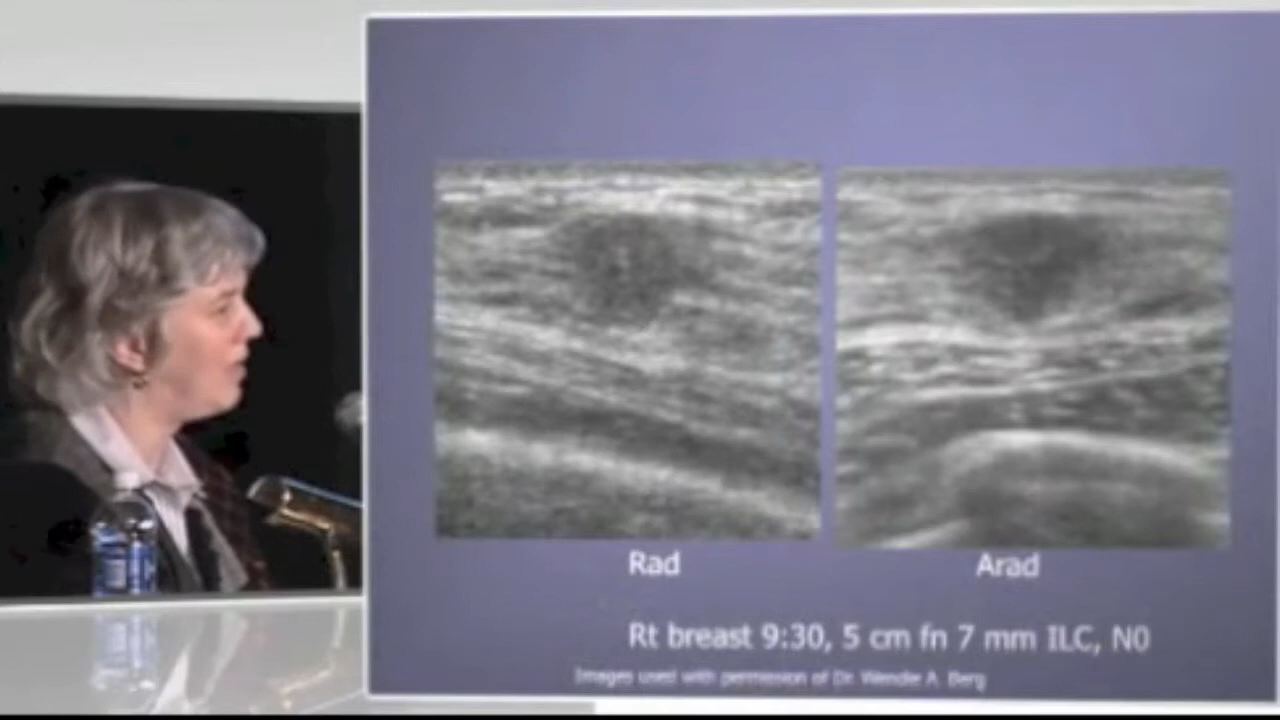 Rad
Arad
Rt breast 9:30, 5 cm fn 7 mm ILC, N0
Images used with permission of Dr. Wendie A. Berg